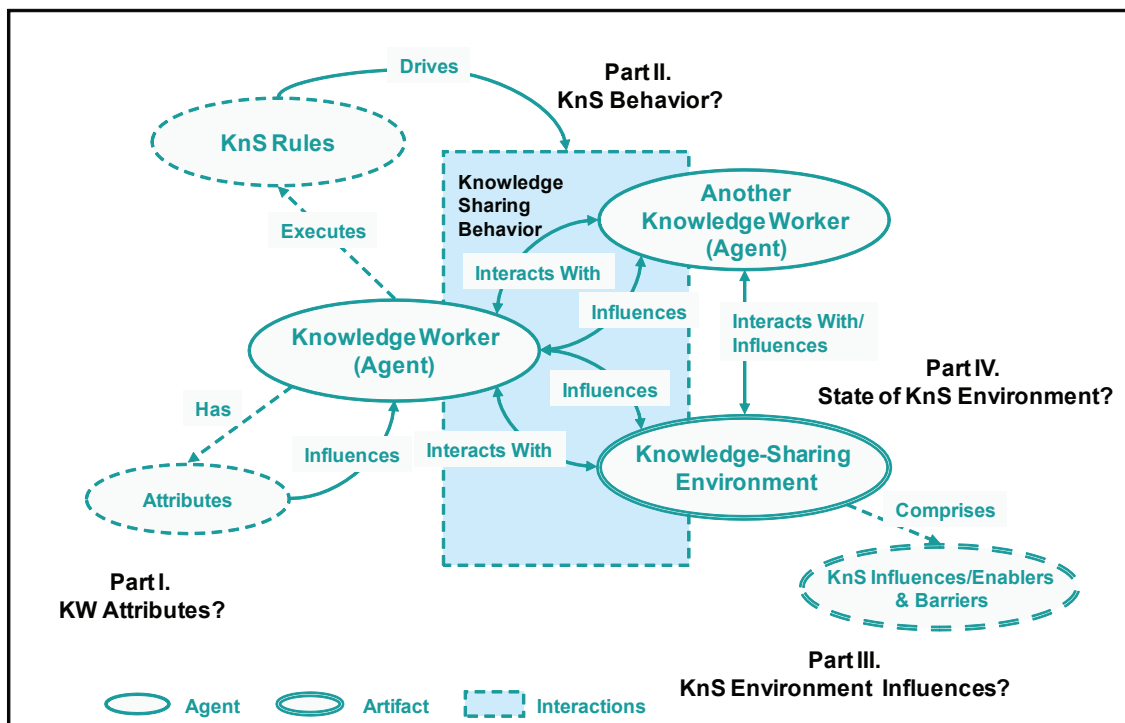 Drives
Part II.
KnS Behavior?
KnS Rules
Knowledge
Sharing
Behavior
Another
Knowledge Worker
(Agent)
Executes
Interacts With
Influences
Interacts With/
Influences
Knowledge Worker
(Agent)
Part IV.
State of KnS Environment?
Has
Influences
Influences
Interacts With
Knowledge-Sharing
Environment
Attributes
Comprises
Part I.
KW Attributes?
KnS Influences/Enablers
& Barriers
Part III.
KnS Environment Influences?
Agent
Artifact
Interactions